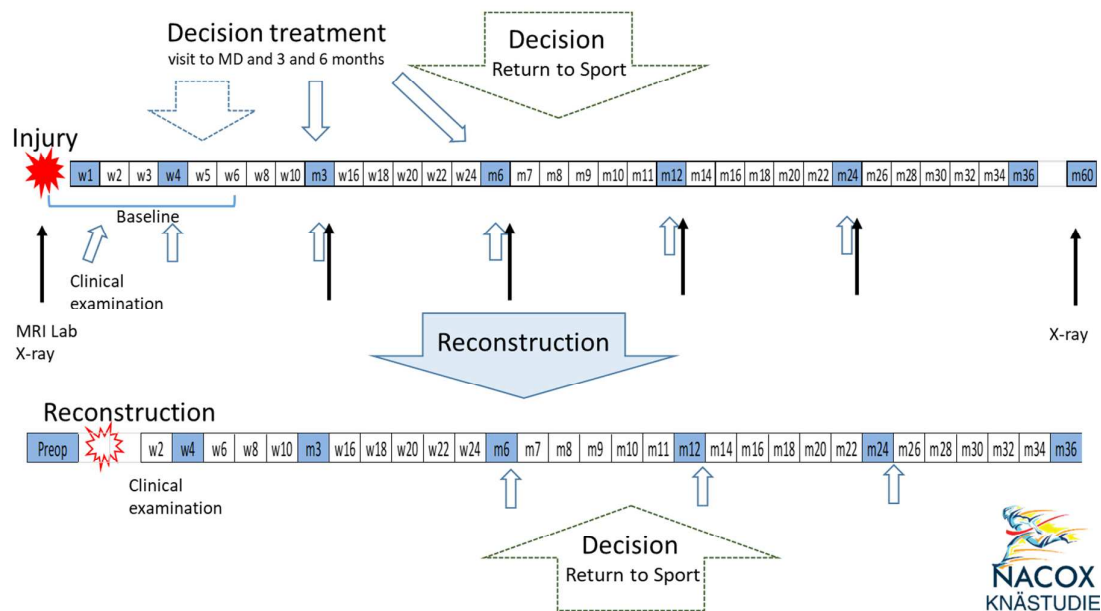 Decision treatment
visit to MD and 3 and 6 months
Decision
Return to Sport
Injury
w1 w2 w3 w4 w5 w6 w8 w10 m3 w16 w18 w20 w22 w24 m6 m7 m8 m9 m10 m11 m12 m14 m16 m18 m20 m22 m24 m26 m28 m30 m32 m34 m36 m60
Baseline
Clinical
examination
MRI Lab
X-ray
X-ray
Reconstruction
Reconstruction
Preop w2 w4 w6 w8 w10 m3 w16 w18 w20 w22 w24 m6 m7 m8 m9 m10 m11 m12 m14 m16 m18 m20 m22 m24 m26 m28 m30 m32 m34 m36
Clinical
examination
Decision
Return to Sport
NACOX
KNÄSTUDIE